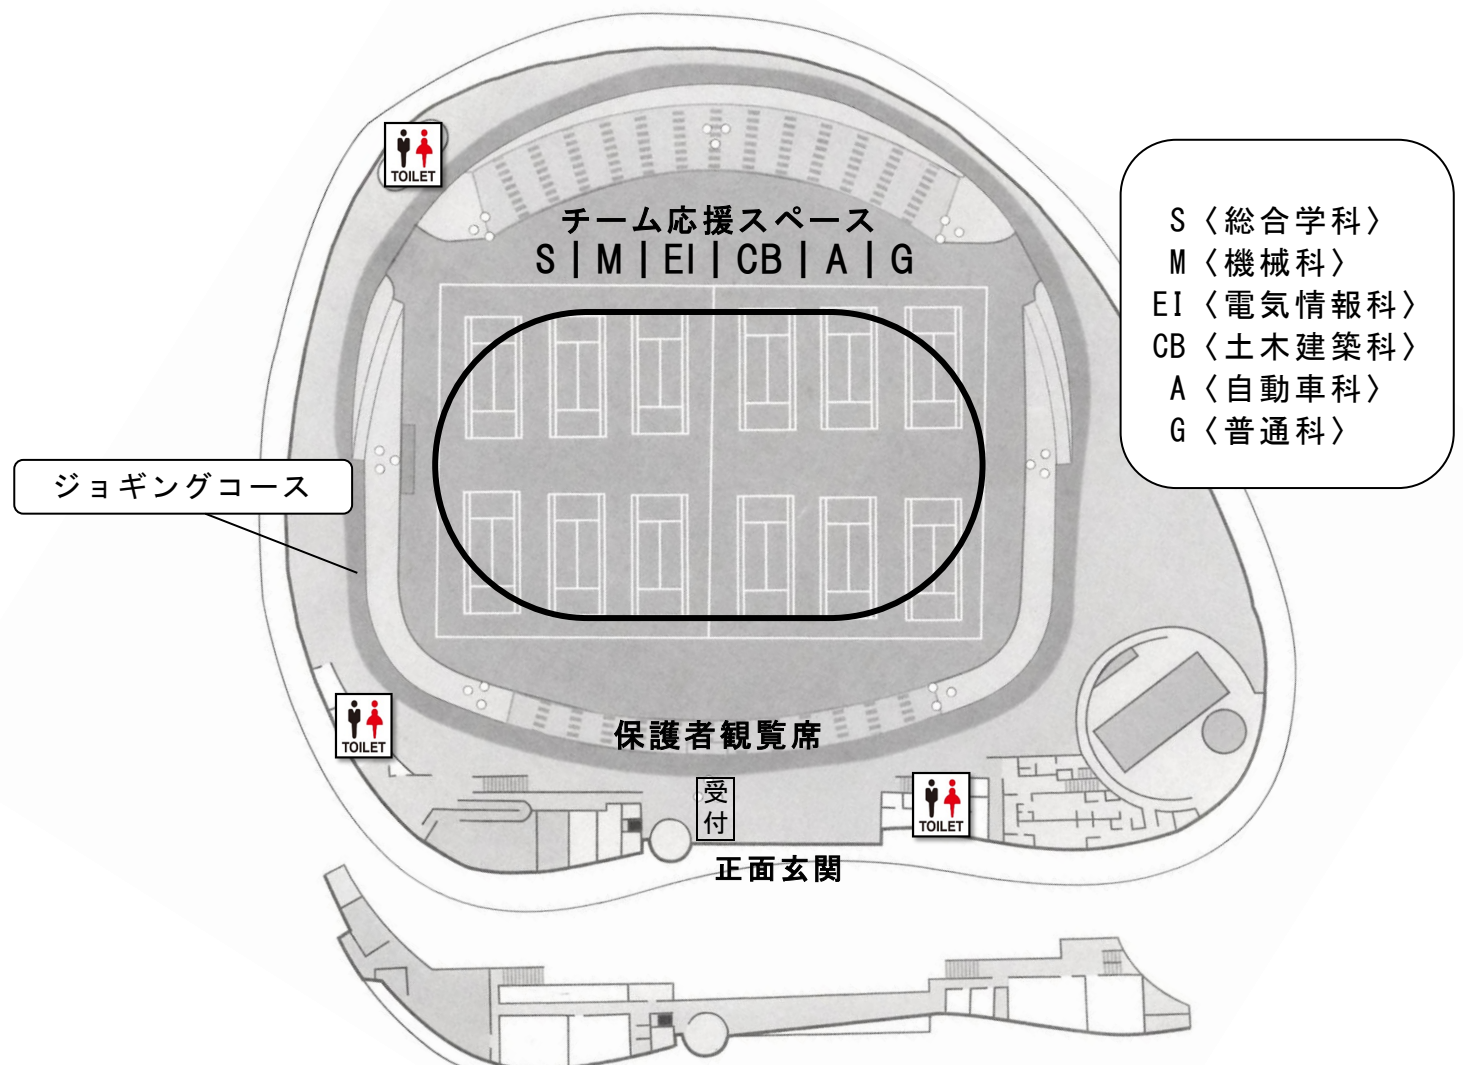 TOILET
チーム応援スペース
S | M | EI | CB | A | G
S〈総合学科〉
M〈機械科〉
EI〈電気情報科〉
CB〈土木建築科〉
A〈自動車科〉
G〈普通科〉
ジョギングコース
TOILET
保護者観覧席
受付
TOILET
正面玄関